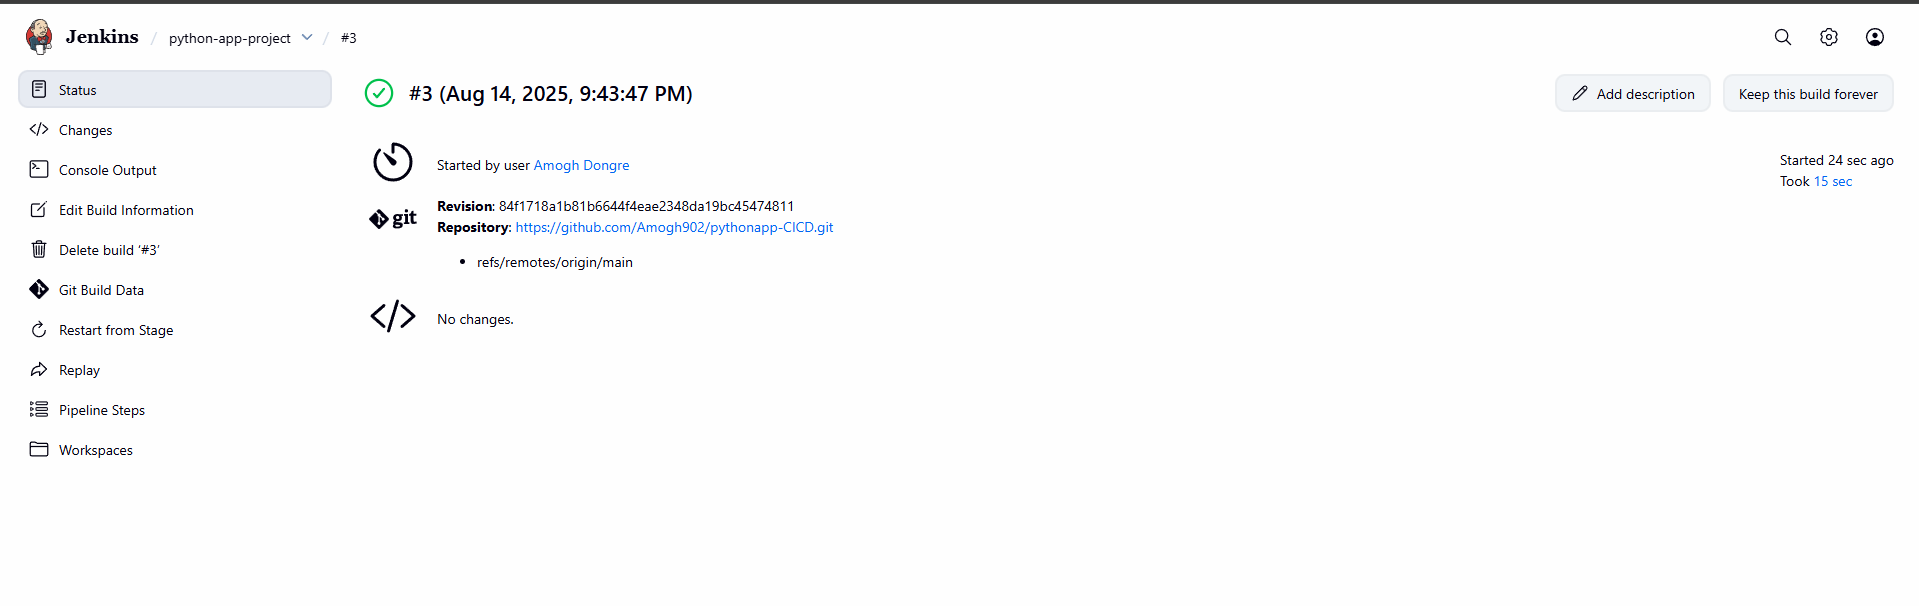 Jenkins / python-app-project / #3
Status
Changes
Console Output
Edit Build Information
Delete build ‘#3’
Git Build Data
Restart from Stage
Replay
Pipeline Steps
Workspaces
#3 (Aug 14, 2025, 9:43:47 PM)
Add description
Keep this build forever
Started by user Amogh Dongre
Started 24 sec ago
Took 15 sec
git
Revision: 84f1718a1b81b6644f4eae2348da19bc45474811
Repository: https://github.com/Amogh902/pythonapp-CICD.git
• refs/remotes/origin/main
No changes.